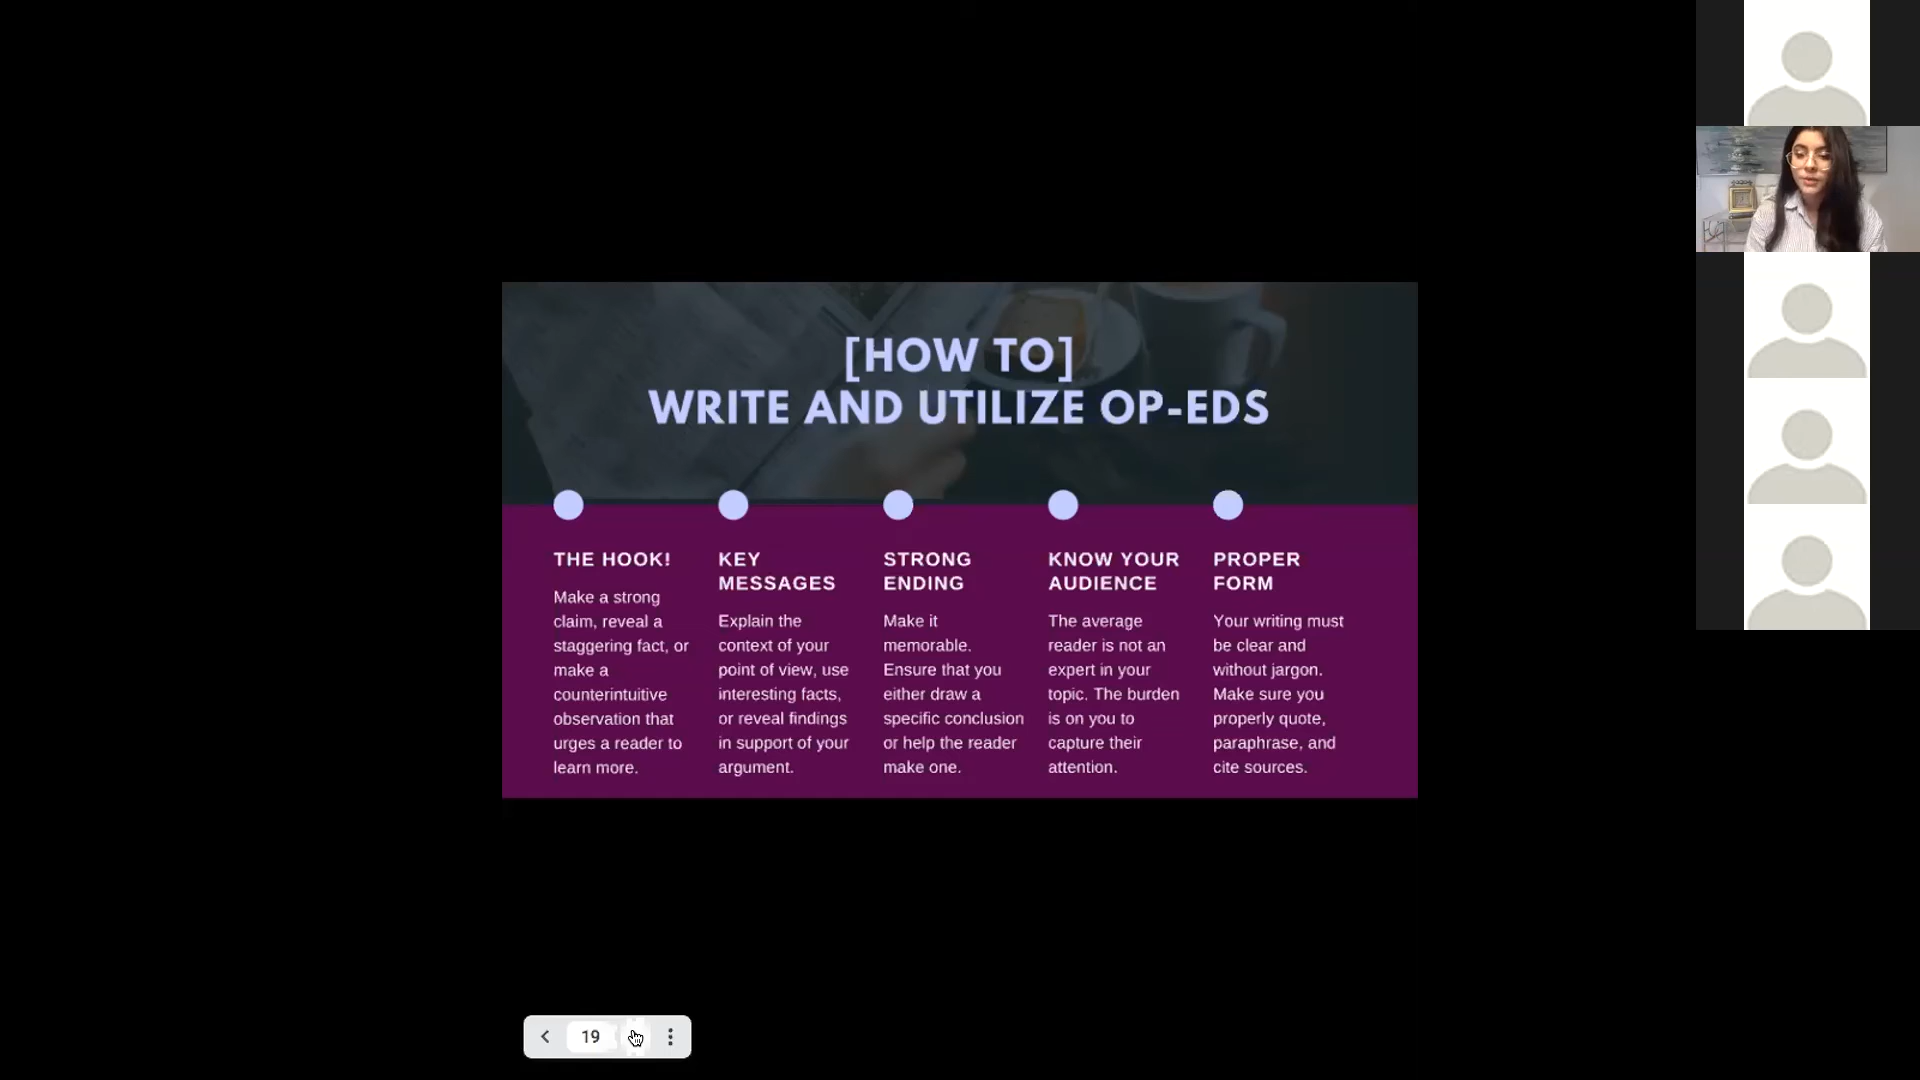 [HOW TO]
WRITE AND UTILIZE OP-EDS
THE HOOK!
Make a strong
claim, reveal a
staggering fact, or
make a
counterintuitive
observation that
urges a reader to
learn more.
KEY
MESSAGES
Explain the
context of your
point of view, use
interesting facts,
or reveal findings
in support of your
argument.
STRONG
ENDING
Make it
memorable.
Ensure that you
either draw a
specific conclusion
or help the reader
make one.
KNOW YOUR
AUDIENCE
The average
reader is not an
expert in your
topic. The burden
is on you to
capture their
attention.
PROPER
FORM
Your writing must
be clear and
without jargon.
Make sure you
properly quote,
paraphrase, and
cite sources.
19